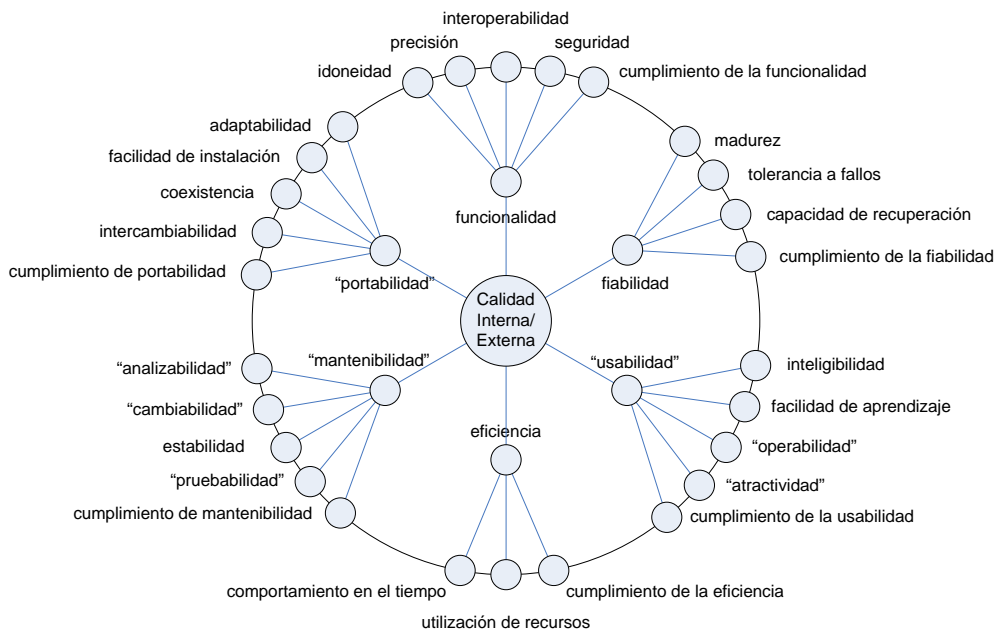 interoperabilidad
precisión
seguridad
idoneidad
cumplimiento de la funcionalidad
adaptabilidad
madurez
facilidad de instalación
tolerancia a fallos
coexistencia
capacidad de recuperación
funcionalidad
intercambiabilidad
cumplimiento de la fiabilidad
cumplimiento de portabilidad
“portabilidad”
fiabilidad
Calidad
Interna/
Externa
“mantenibilidad”
“usabilidad”
“analizabilidad”
inteligibilidad
“cambiabilidad”
facilidad de aprendizaje
eficiencia
estabilidad
“operabilidad”
“pruebabilidad”
“atractividad”
cumplimiento de mantenibilidad
cumplimiento de la usabilidad
comportamiento en el tiempo
cumplimiento de la eficiencia
utilización de recursos